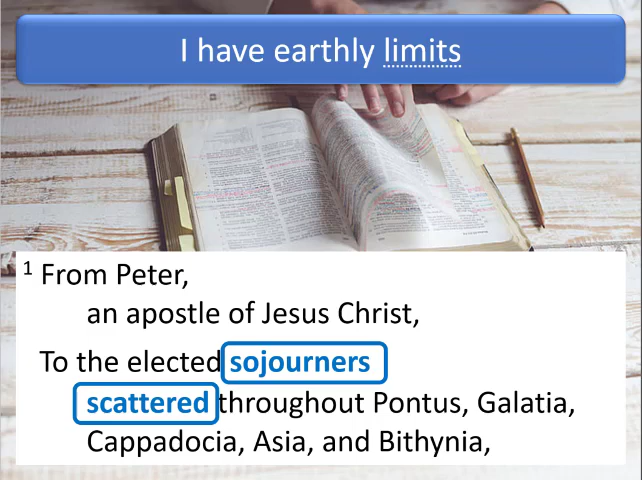 I have earthly limits
1 From Peter,
an apostle of Jesus Christ,
To the elected sojourners
scattered throughout Pontus, Galatia,
Cappadocia, Asia, and Bithynia,